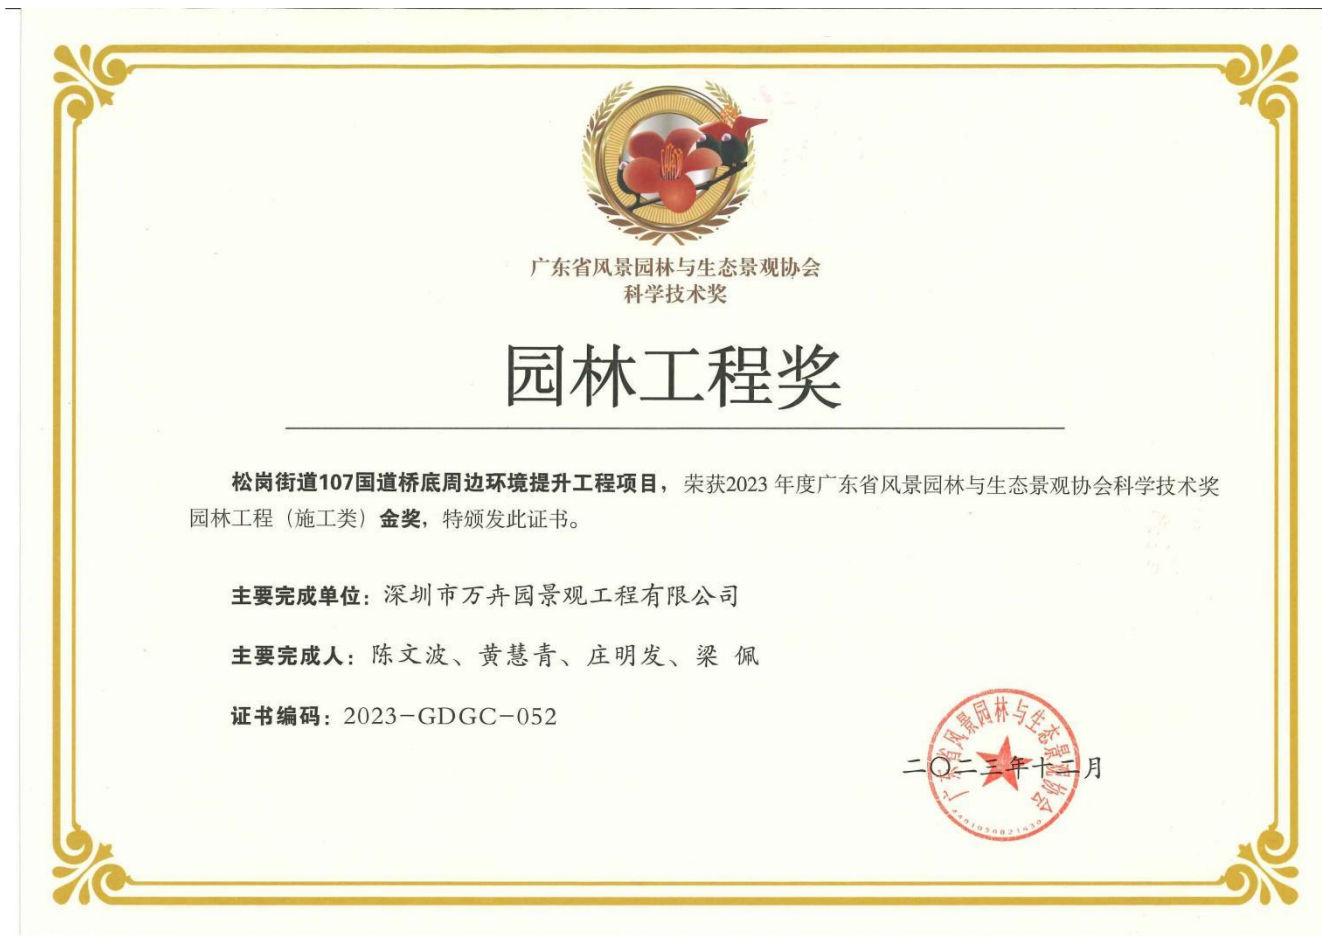 广东省风景园林与生态景观协会
科学技术奖
园林工程奖
松岗街道107国道桥底周边环境提升工程项目，荣获2023 年度广东省风景园林与生态景观协会科学技术奖
园林工程（施工类）金奖，特颁发此证书。
主要完成单位：深圳市万卉园景观工程有限公司
主要完成人：陈文波、黄慧青、庄明发、梁 佩
证书编码：2023-GDGC-052
广东省风景园林与生态景观协会
二〇二三年十二月